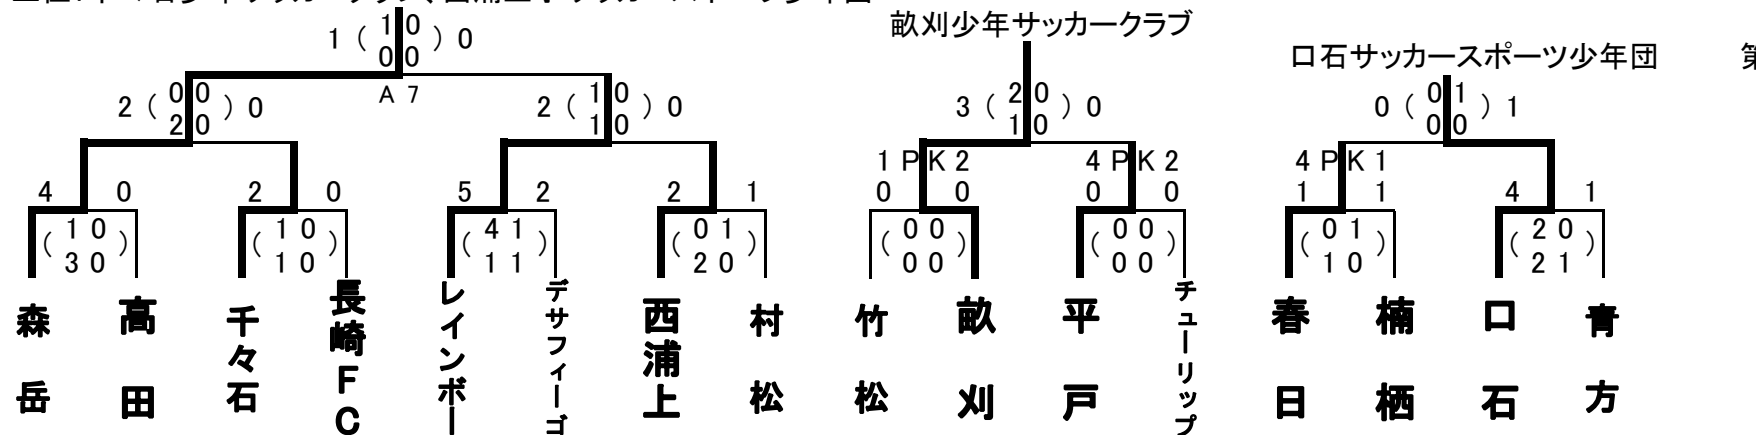 畝刈少年サッカークラブ
口石サッカースポーツ少年団
1 ( 1 0 ) 0
0 0
A 7
2 ( 0 0 ) 0
2 0
2 ( 1 0 ) 0
1 0
3 ( 2 0 ) 0
1 0
0 ( 0 1 ) 1
0 0
1 P K 2
4 P K 2
4 P K 1
4 0
2 0
5 2
2 1
0 0
0 0
1 1
4 1
( 1 0 )
3 0
( 1 0 )
1 0
( 4 1 )
1 1
( 0 1 )
2 0
( 0 0 )
0 0
( 0 0 )
0 0
( 0 1 )
1 0
( 2 0 )
2 1
森岳
高田
千々石
長崎FC
レインボー
デサフィーゴ
西浦上
村松
竹松
畝刈
平戸
チューリップ
春日
楠栖
口石
青方